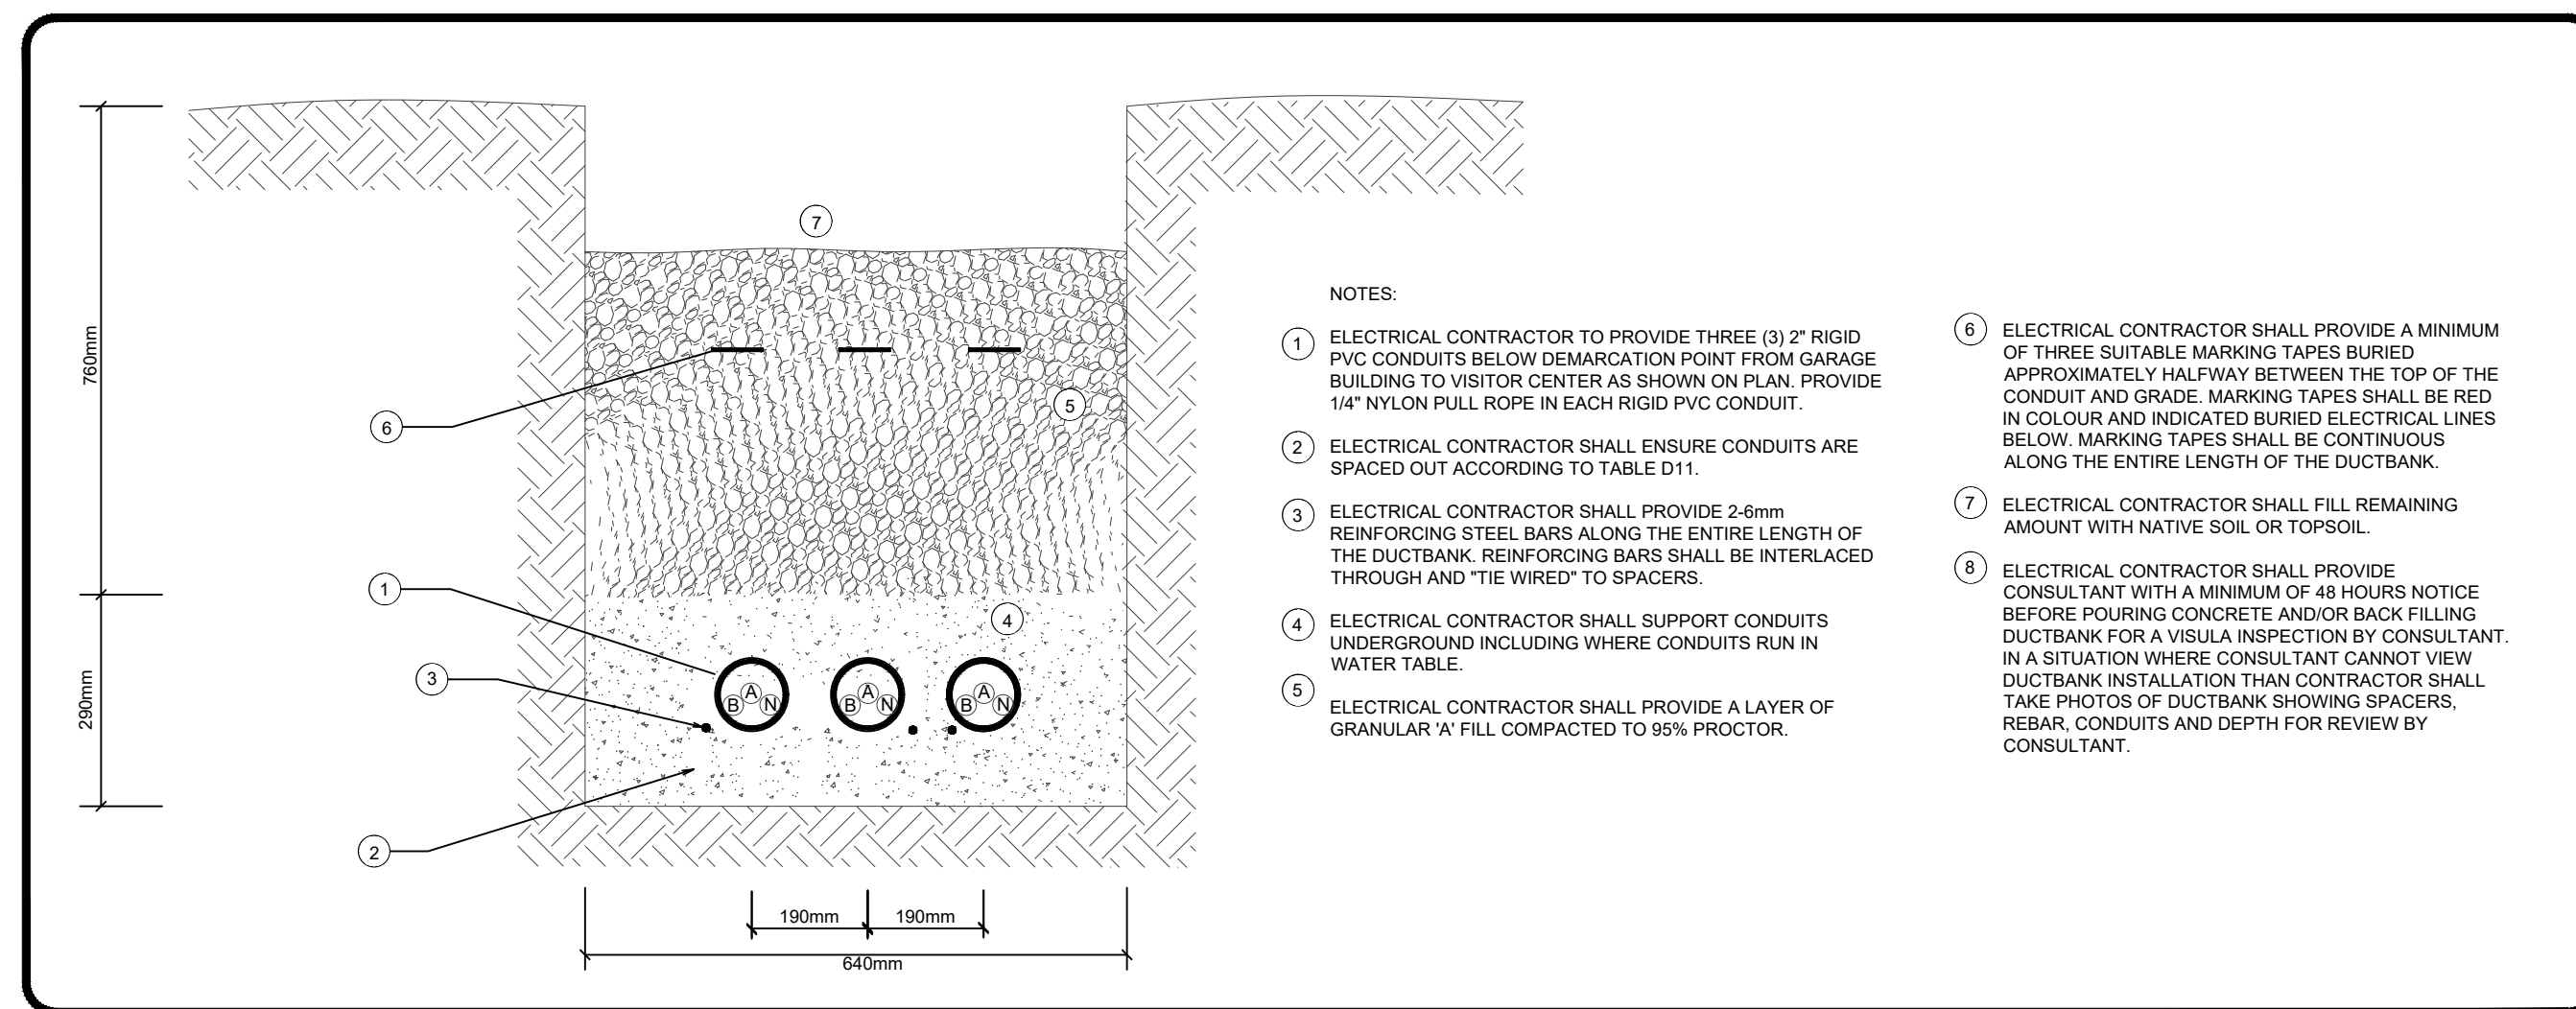 7
760mm
6
5
1
4
3
290mm
A
B
N
A
B
N
A
B
N
2
190mm
190mm
640mm
NOTES:
1
ELECTRICAL CONTRACTOR TO PROVIDE THREE (3) 2" RIGID
PVC CONDUITS BELOW DEMARCATION POINT FROM GARAGE
BUILDING TO VISITOR CENTER AS SHOWN ON PLAN. PROVIDE
1/4" NYLON PULL ROPE IN EACH RIGID PVC CONDUIT.
2
ELECTRICAL CONTRACTOR SHALL ENSURE CONDUITS ARE
SPACED OUT ACCORDING TO TABLE D11.
3
ELECTRICAL CONTRACTOR SHALL PROVIDE 2-6mm
REINFORCING STEEL BARS ALONG THE ENTIRE LENGTH OF
THE DUCTBANK. REINFORCING BARS SHALL BE INTERLACED
THROUGH AND "TIE WIRED" TO SPACERS.
4
ELECTRICAL CONTRACTOR SHALL SUPPORT CONDUITS
UNDERGROUND INCLUDING WHERE CONDUITS RUN IN
WATER TABLE.
5
ELECTRICAL CONTRACTOR SHALL PROVIDE A LAYER OF
GRANULAR 'A' FILL COMPACTED TO 95% PROCTOR.
6
ELECTRICAL CONTRACTOR SHALL PROVIDE A MINIMUM
OF THREE SUITABLE MARKING TAPES BURIED
APPROXIMATELY HALFWAY BETWEEN THE TOP OF THE
CONDUIT AND GRADE. MARKING TAPES SHALL BE RED
IN COLOUR AND INDICATED BURIED ELECTRICAL LINES
BELOW. MARKING TAPES SHALL BE CONTINUOUS
ALONG THE ENTIRE LENGTH OF THE DUCTBANK.
7
ELECTRICAL CONTRACTOR SHALL FILL REMAINING
AMOUNT WITH NATIVE SOIL OR TOPSOIL.
8
ELECTRICAL CONTRACTOR SHALL PROVIDE
CONSULTANT WITH A MINIMUM OF 48 HOURS NOTICE
BEFORE POURING CONCRETE AND/OR BACK FILLING
DUCTBANK FOR A VISULA INSPECTION BY CONSULTANT.
IN A SITUATION WHERE CONSULTANT CANNOT VIEW
DUCTBANK INSTALLATION THAN CONTRACTOR SHALL
TAKE PHOTOS OF DUCTBANK SHOWING SPACERS,
REBAR, CONDUITS AND DEPTH FOR REVIEW BY
CONSULTANT.